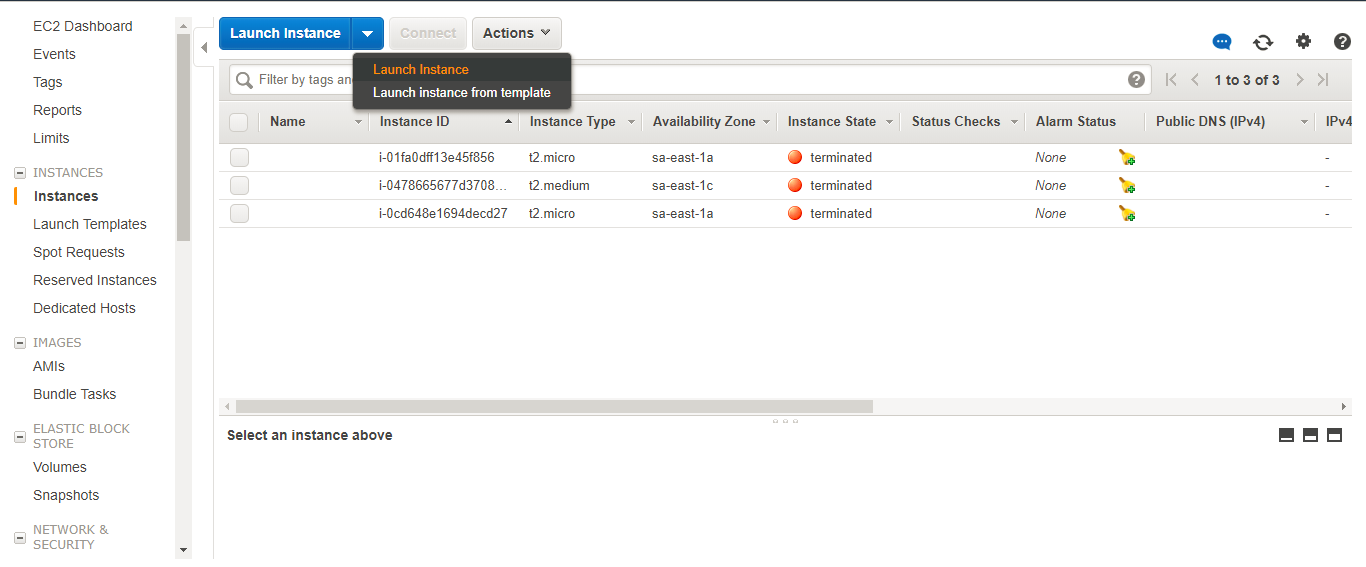 EC2 Dashboard
Events
Tags
Reports
Limits
INSTANCES
Instances
Launch Templates
Spot Requests
Reserved Instances
Dedicated Hosts
IMAGES
AMIs
Bundle Tasks
ELASTIC BLOCK
STORE
Volumes
Snapshots
NETWORK &
SECURITY
Launch Instance Connect Actions
Launch Instance
Launch instance from template
Filter by tags and
1 to 3 of 3
Name Instance ID Instance Type Availability Zone Instance State Status Checks Alarm Status Public DNS (IPv4) IPv4
i-01fa0dff13e45f856 t2.micro sa-east-1a terminated None -
i-0478665677d3708... t2.medium sa-east-1c terminated None -
i-0cd648e1694decd27 t2.micro sa-east-1a terminated None -
Select an instance above